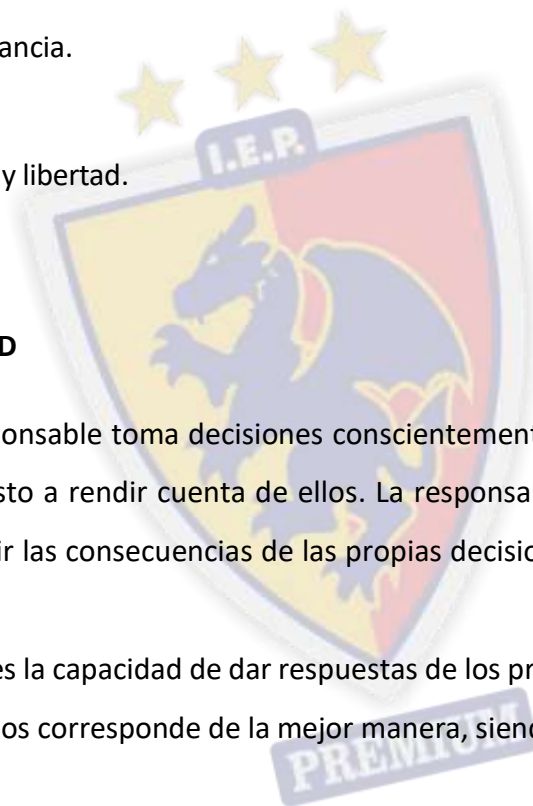 ancia.
I.E.P.
y libertad.
D
onsable toma decisiones conscientement
sto a rendir cuenta de ellos. La responsa
ir las consecuencias de las propias decisio
es la capacidad de dar respuestas de los pr
os corresponde de la mejor manera, siend
PREMIUM